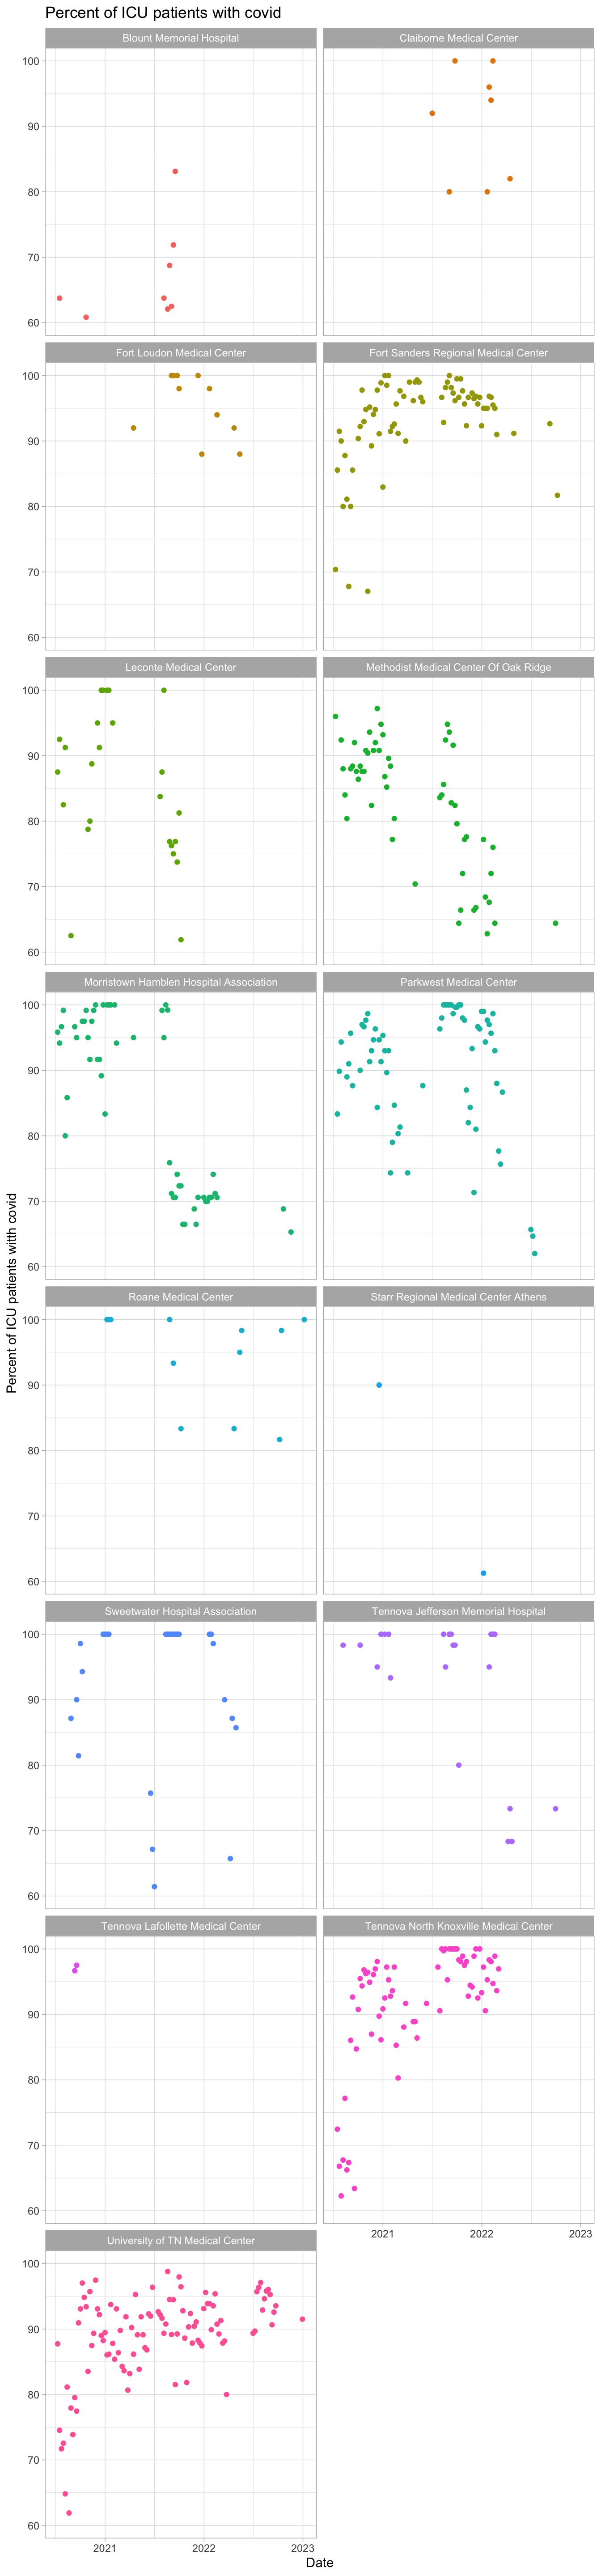 Percent of ICU patients with covid
Blount Memorial Hospital
Claiborne Medical Center
100
90
80
70
60
Fort Loudon Medical Center
Fort Sanders Regional Medical Center
100
90
80
70
60
Leconte Medical Center
Methodist Medical Center Of Oak Ridge
100
90
80
70
60
Morristown Hamblen Hospital Association
Parkwest Medical Center
100
90
80
70
60
Percent of ICU patients witth covid
Roane Medical Center
Starr Regional Medical Center Athens
100
90
80
70
60
Sweetwater Hospital Association
Tennova Jefferson Memorial Hospital
100
90
80
70
60
Tennova Lafollette Medical Center
Tennova North Knoxville Medical Center
100
90
80
70
60
2021
2022
2023
University of TN Medical Center
100
90
80
70
60
2021
2022
2023
Date